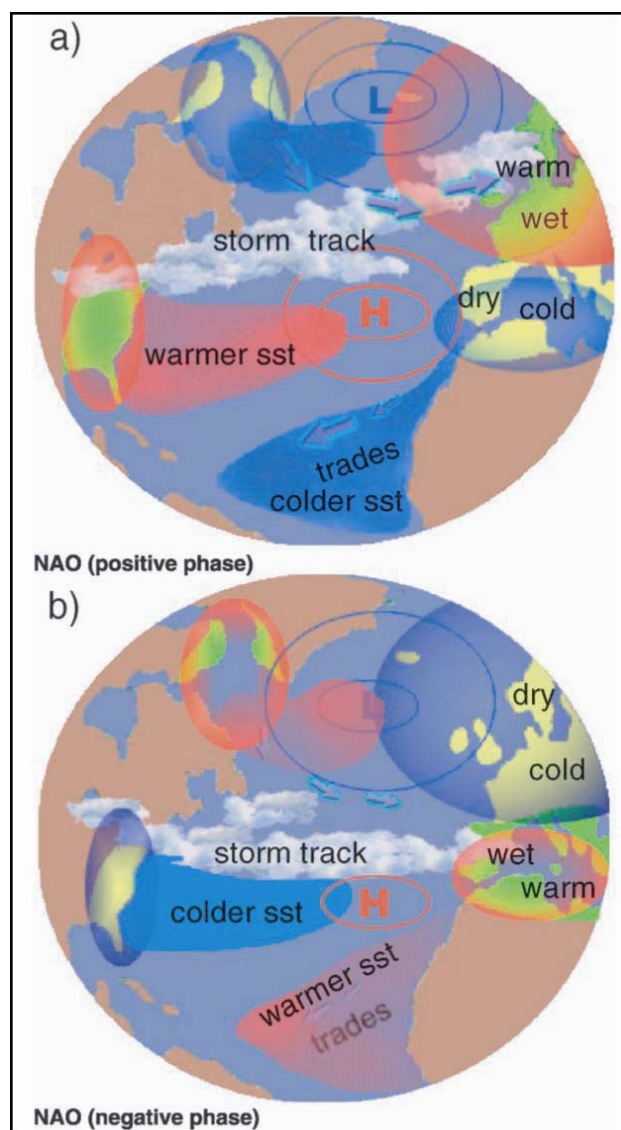 a)
L
warm
wet
storm track
H
dry
cold
warmer sst
trades
colder sst
NAO (positive phase)
b)
L
dry
cold
storm track
wet
warm
colder sst
H
warmer sst
trades
NAO (negative phase)